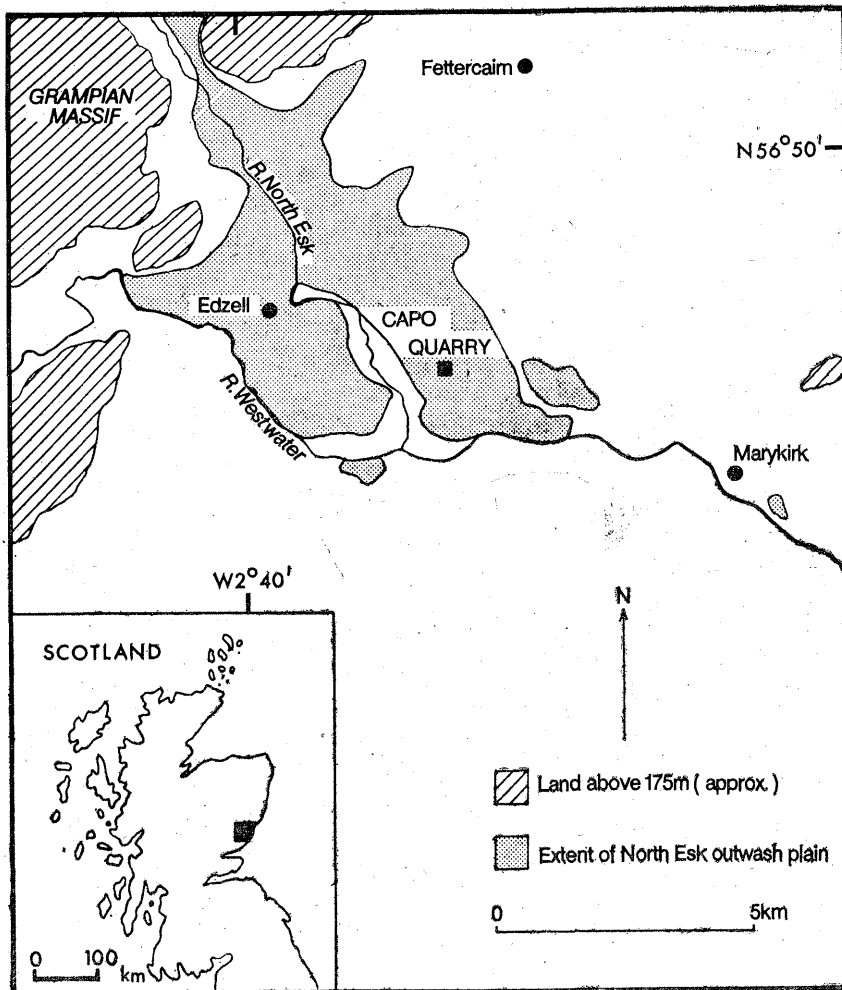 Fettercairn
GRAMPIAN
MASSIF
N56°50'
R.North Esk
Edzell
CAPO
QUARRY
R.Westwater
Marykirk
W2°40'
N
SCOTLAND
Land above 175m ( approx. )
Extent of North Esk outwash plain
0 5km
0 100 km